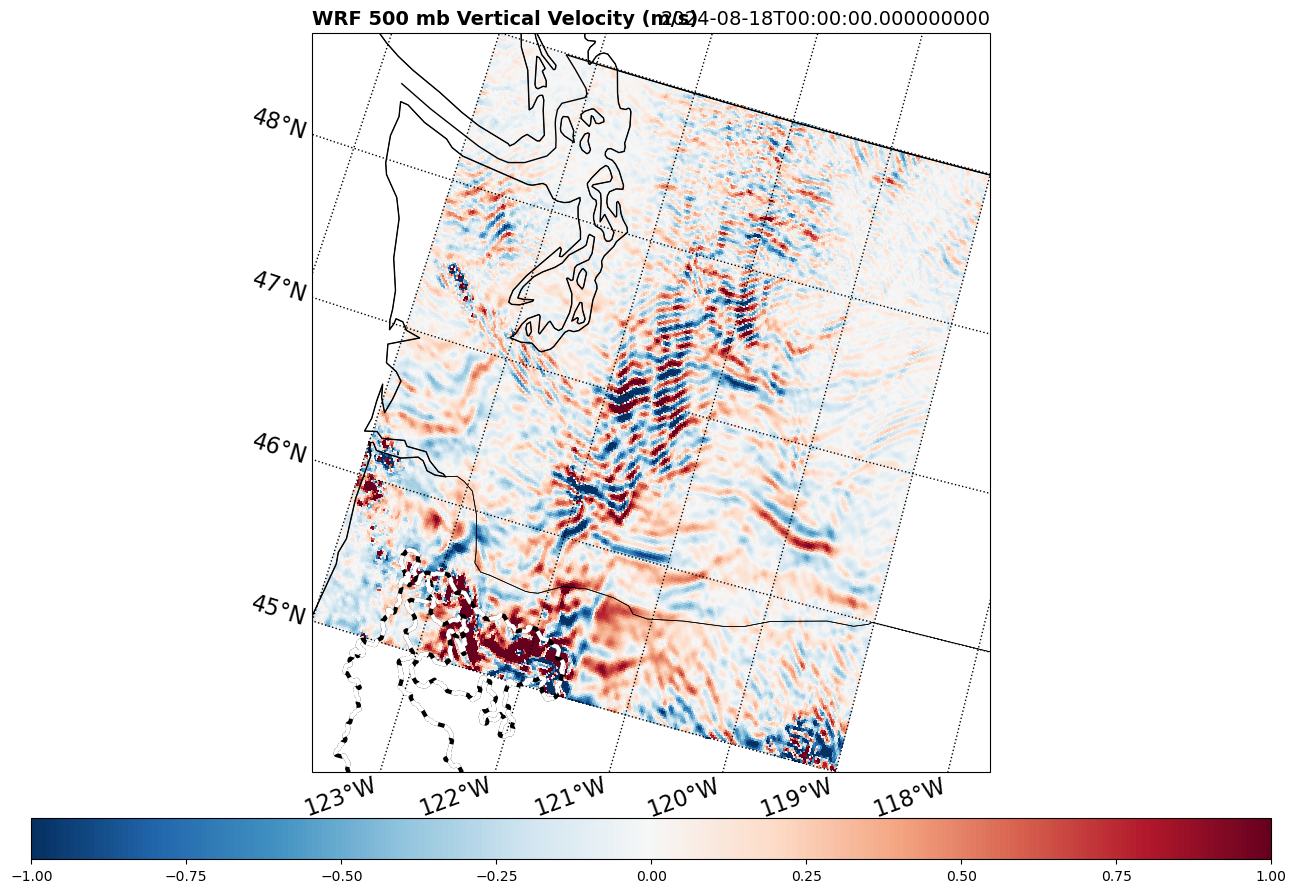 WRF 500 mb Vertical Velocity (m/s)
2024-08-18T00:00:00.000000000
48°N
47°N
46°N
45°N
123°W 122°W 121°W 120°W 119°W 118°W
−1.00 −0.75 −0.50 −0.25 0.00 0.25 0.50 0.75 1.00